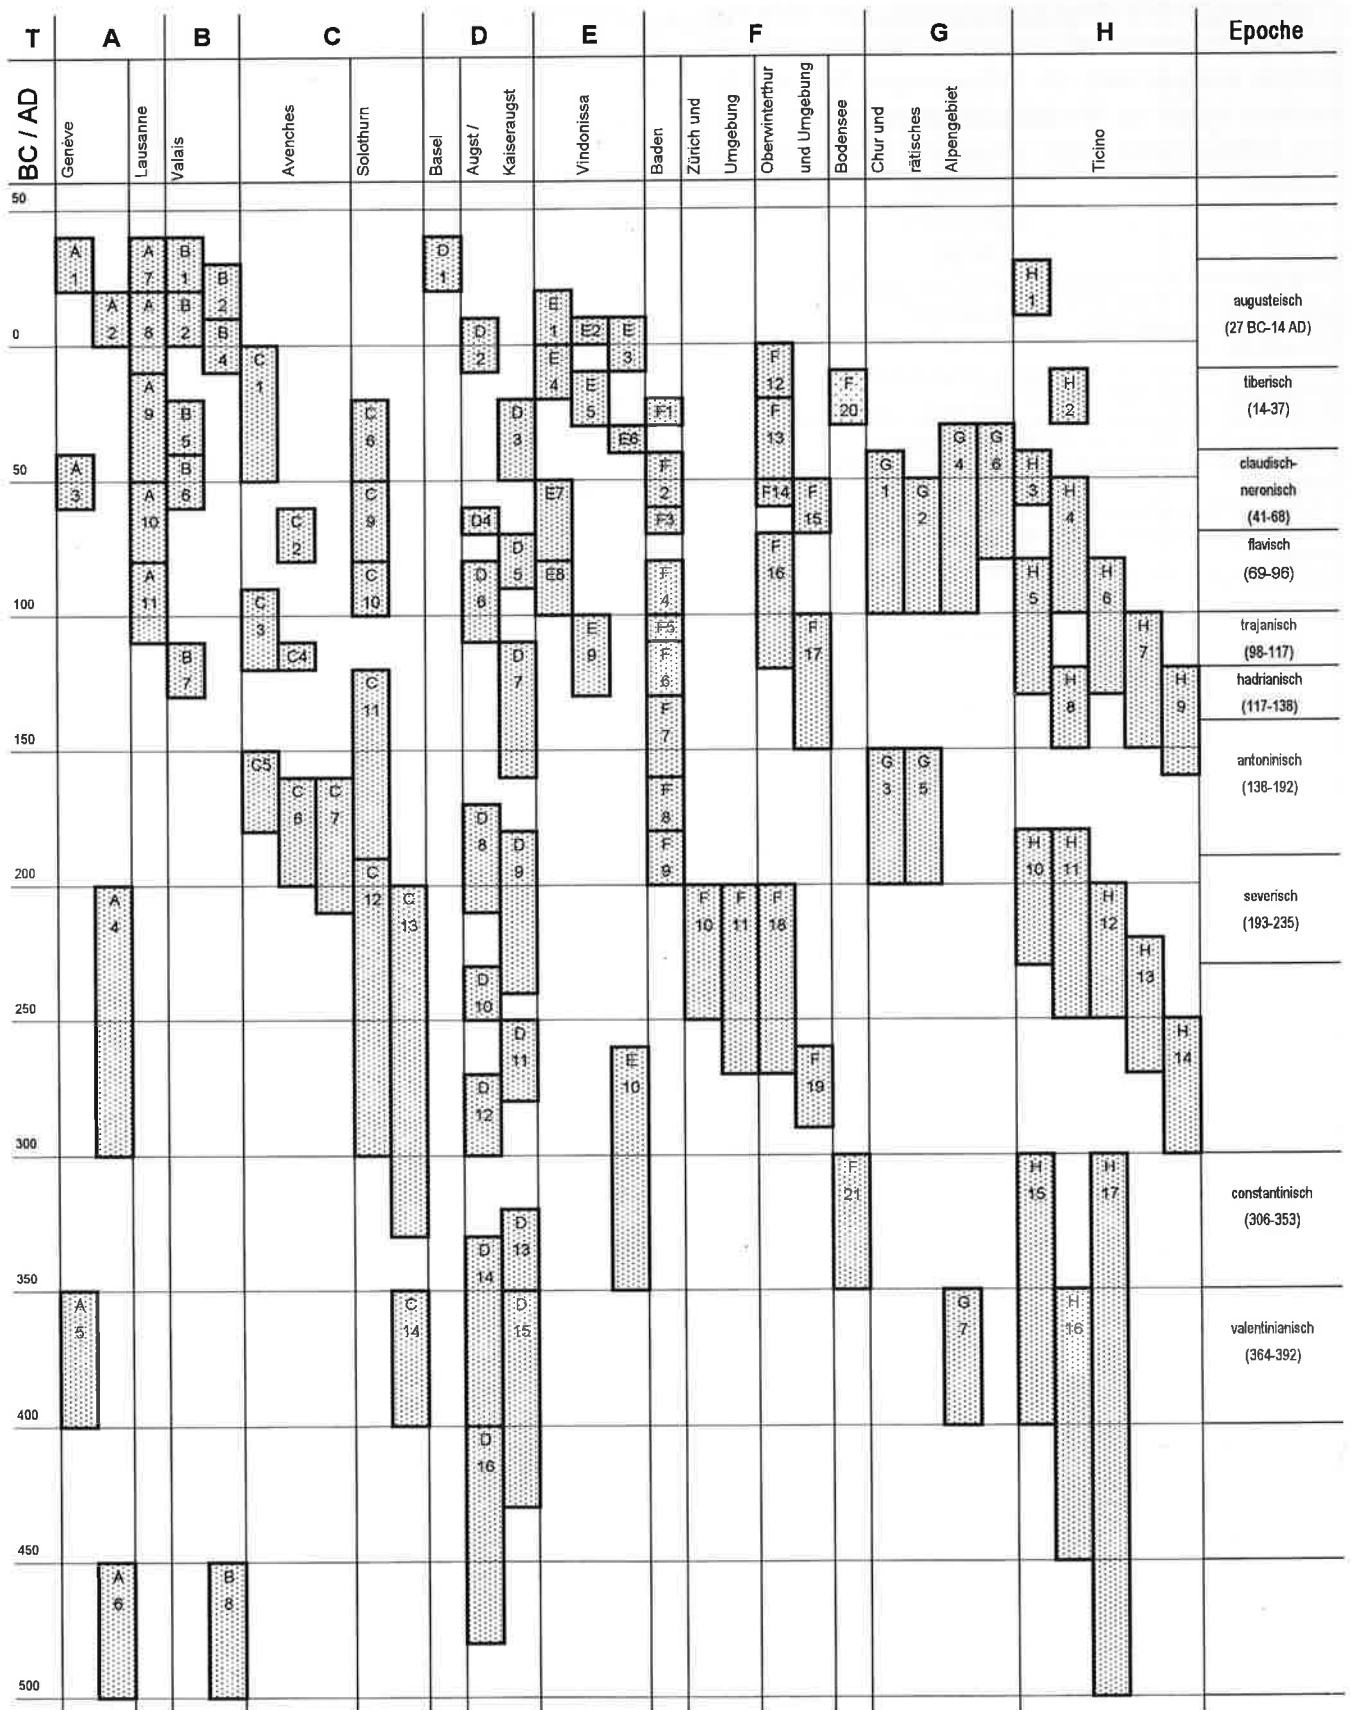 T A B C D E F G H Epoche
BC / AD
Genève
Lausanne
Valais
Avenches
Solothurn
Basel
Augst /
Kaiseraugst
Vindonissa
Baden
Zürich und
Umgebung
Oberwinterthur
und Umgebung
Bodensee
Chur und
rätisches
Alpengebiet
Ticino
50
0
50
100
150
200
250
300
350
400
450
500
A
1
A
2
A
3
A
4
A
5
A
6
A
7
A
8
A
9
A
10
A
11
B
1
B
2
B
2
B
4
B
5
B
6
B
7
B
8
C
1
C
2
C
3
C4
C5
C
6
C
7
C
6
C
9
C
10
C
11
C
12
C
13
C
14
D
1
D
2
D
3
D4
D
5
D
6
D
7
D
8
D
9
D
10
D
11
D
12
D
13
D
14
D
15
D
16
E
1
E2
E
3
E
4
E
5
E6
E7
E8
E
9
E
10
F1
F
2
F3
F
4
F5
F
6
F
7
F
8
F
9
F
10
F
11
F
12
F
13
F14
F
15
F
16
F
17
F
18
F
19
F
20
F
21
G
1
G
2
G
3
G
4
G
5
G
6
G
7
H
1
H
2
H
3
H
4
H
5
H
6
H
7
H
8
H
9
H
10
H
11
H
12
H
13
H
14
H
15
H
16
H
17
augusteisch
(27 BC-14 AD)
tiberisch
(14-37)
claudisch-
neronisch
(41-68)
flavisch
(69-96)
trajanisch
(98-117)
hadrianisch
(117-138)
antoninisch
(138-192)
severisch
(193-235)
constantinisch
(306-353)
valentinianisch
(364-392)